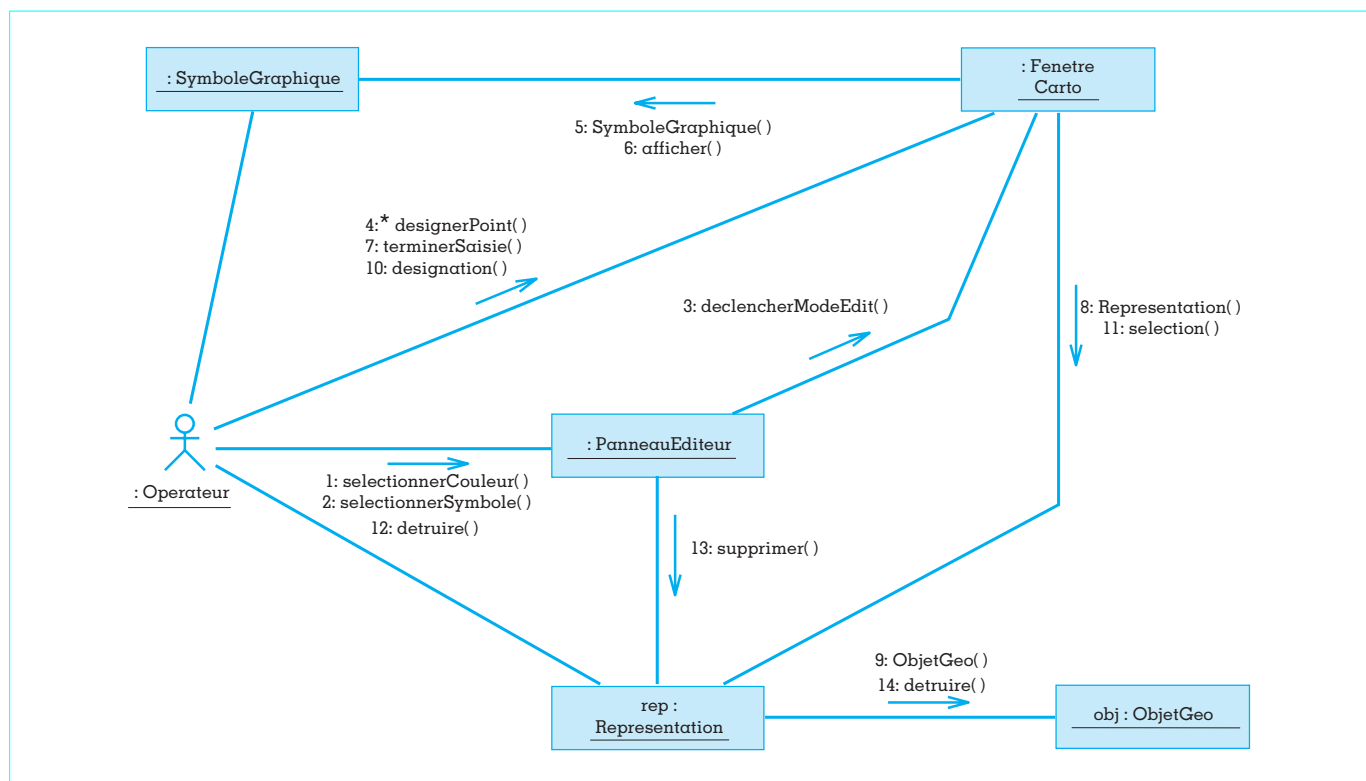 : SymboleGraphique
: Fenetre
Carto
5: SymboleGraphique( )
6: afficher( )
4:* designerPoint( )
7: terminerSaisie( )
10: designation( )
3: declencherModeEdit( )
8: Representation( )
11: selection( )
: PanneauEditeur
: Operateur
1: selectionnerCouleur( )
2: selectionnerSymbole( )
12: detruire( )
13: supprimer( )
9: ObjetGeo( )
14: detruire( )
rep :
Representation
obj : ObjetGeo